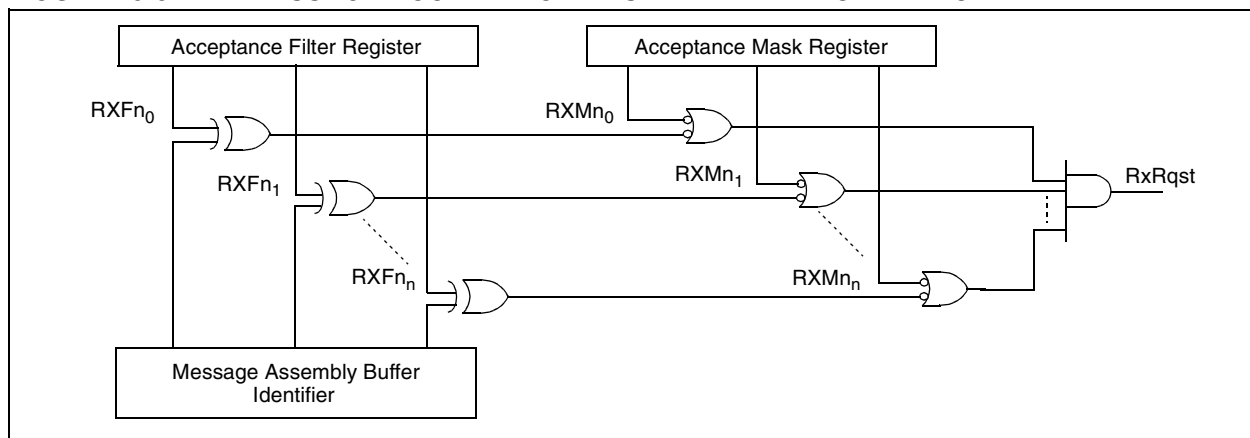 Acceptance Filter Register
Acceptance Mask Register
RXFn0
RXMn0
RXFn1
RXMn1
RxRqst
RXFnn
RXMnn
Message Assembly Buffer
Identifier